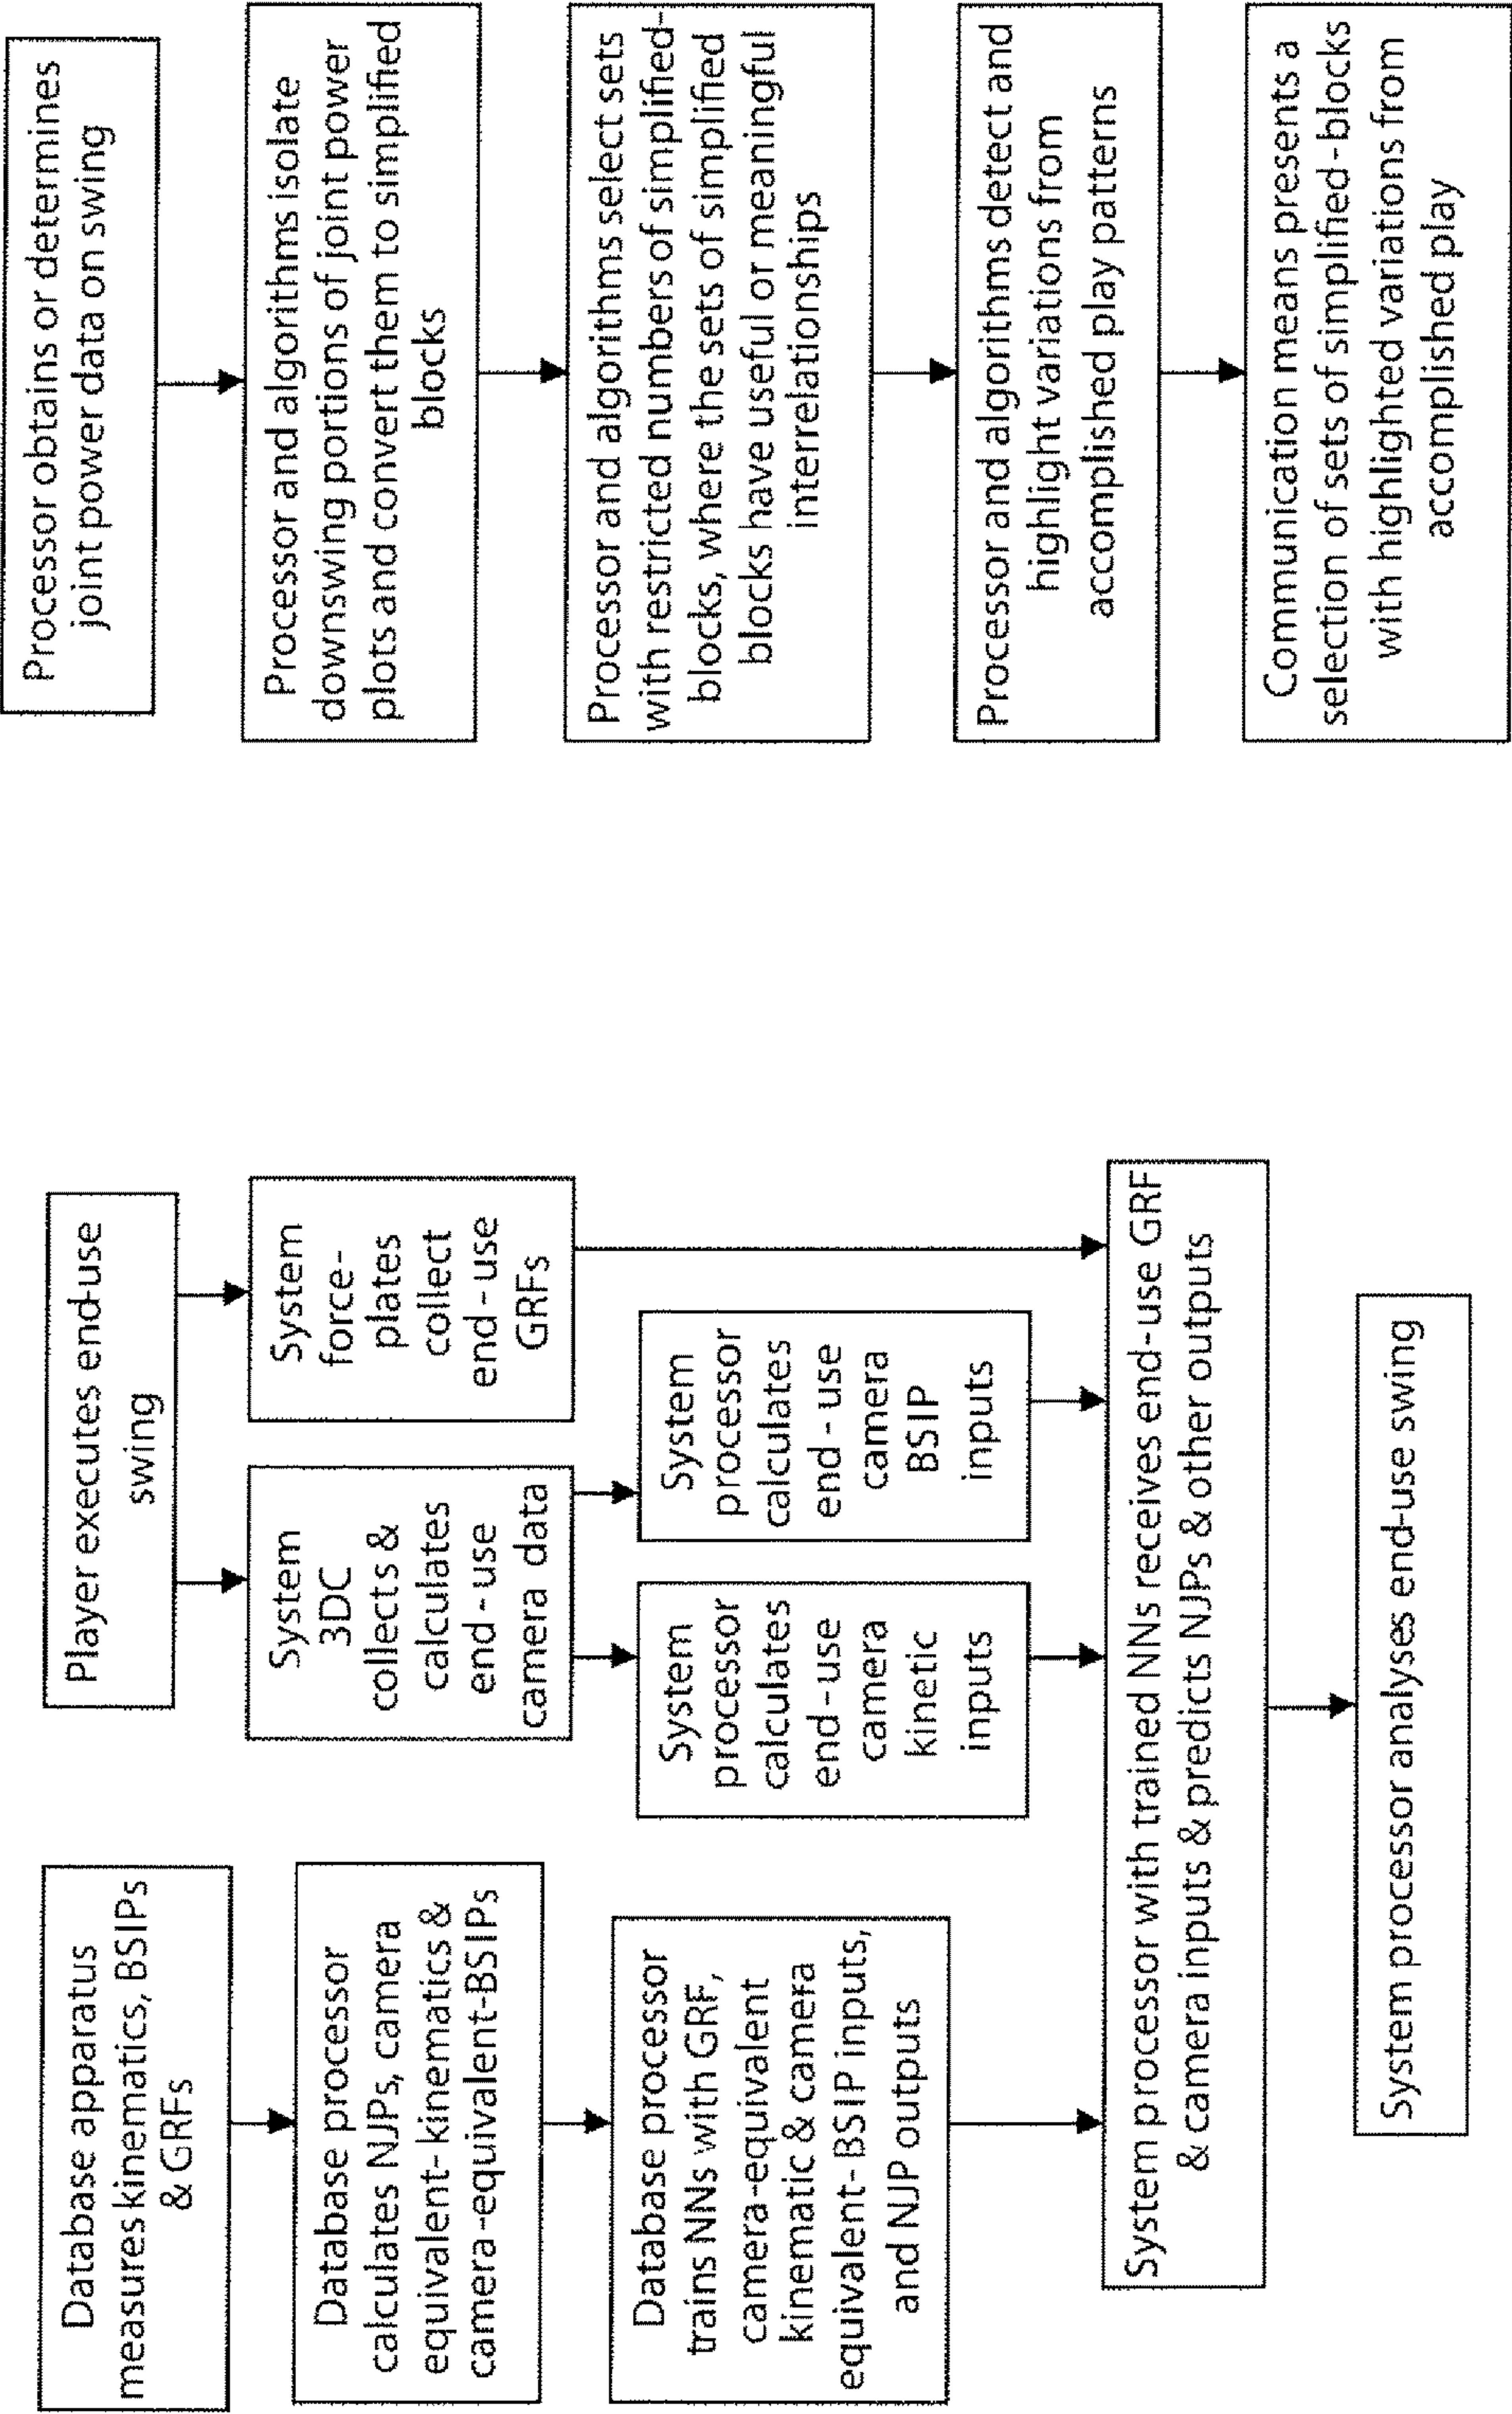 Database apparatus
measures kinematics, BSIPs
& GRFs
Database processor
calculates NJPs, camera
equivalent- kinematics &
camera-equivalent-BSIPs
Database processor
trains NNs with GRF,
camera-equivalent
kinematic & camera
equivalent- BSIP inputs,
and NJP outputs
Player executes end-use
swing
System
3DC
collects &
calculates
end - use
camera data
System
force-
plates
collect
end - use
GRFs
System
processor
calculates
end - use
camera
kinetic
inputs
System
processor
calculates
end - use
camera
BSIP
inputs
System processor with trained NNs receives end-use GRF
& camera inputs & predicts NJPs & other outputs
System processor analyses end-use swing
Processor obtains or determines
joint power data on swing
Processor and algorithms isolate
downswing portions of joint power
plots and convert them to simplified
blocks
Processor and algorithms select sets
with restricted numbers of simplified-
blocks, where the sets of simplified
blocks have useful or meaningful
interrelationships
Processor and algorithms detect and
highlight variations from
accomplished play patterns
Communication means presents a
selection of sets of simplified - blocks
with highlighted variations from
accomplished play